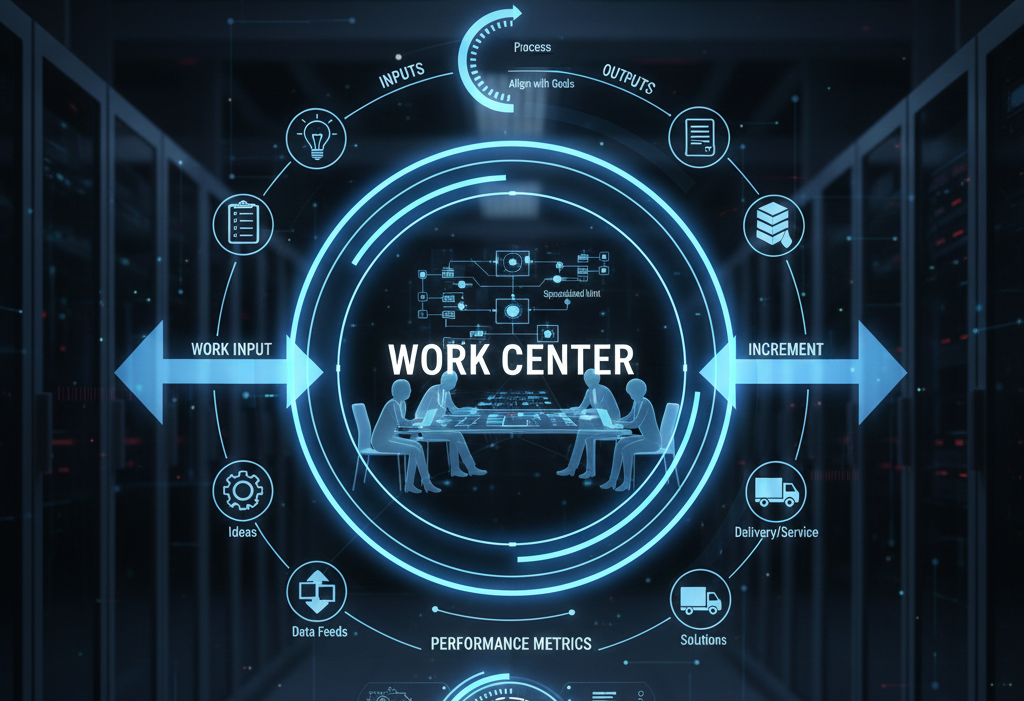 Process
INPUTS
OUTPUTS
Align with Goals
WORK CENTER
WORK INPUT
INCREMENT
Ideas
Delivery/Service
Data Feeds
Solutions
PERFORMANCE METRICS